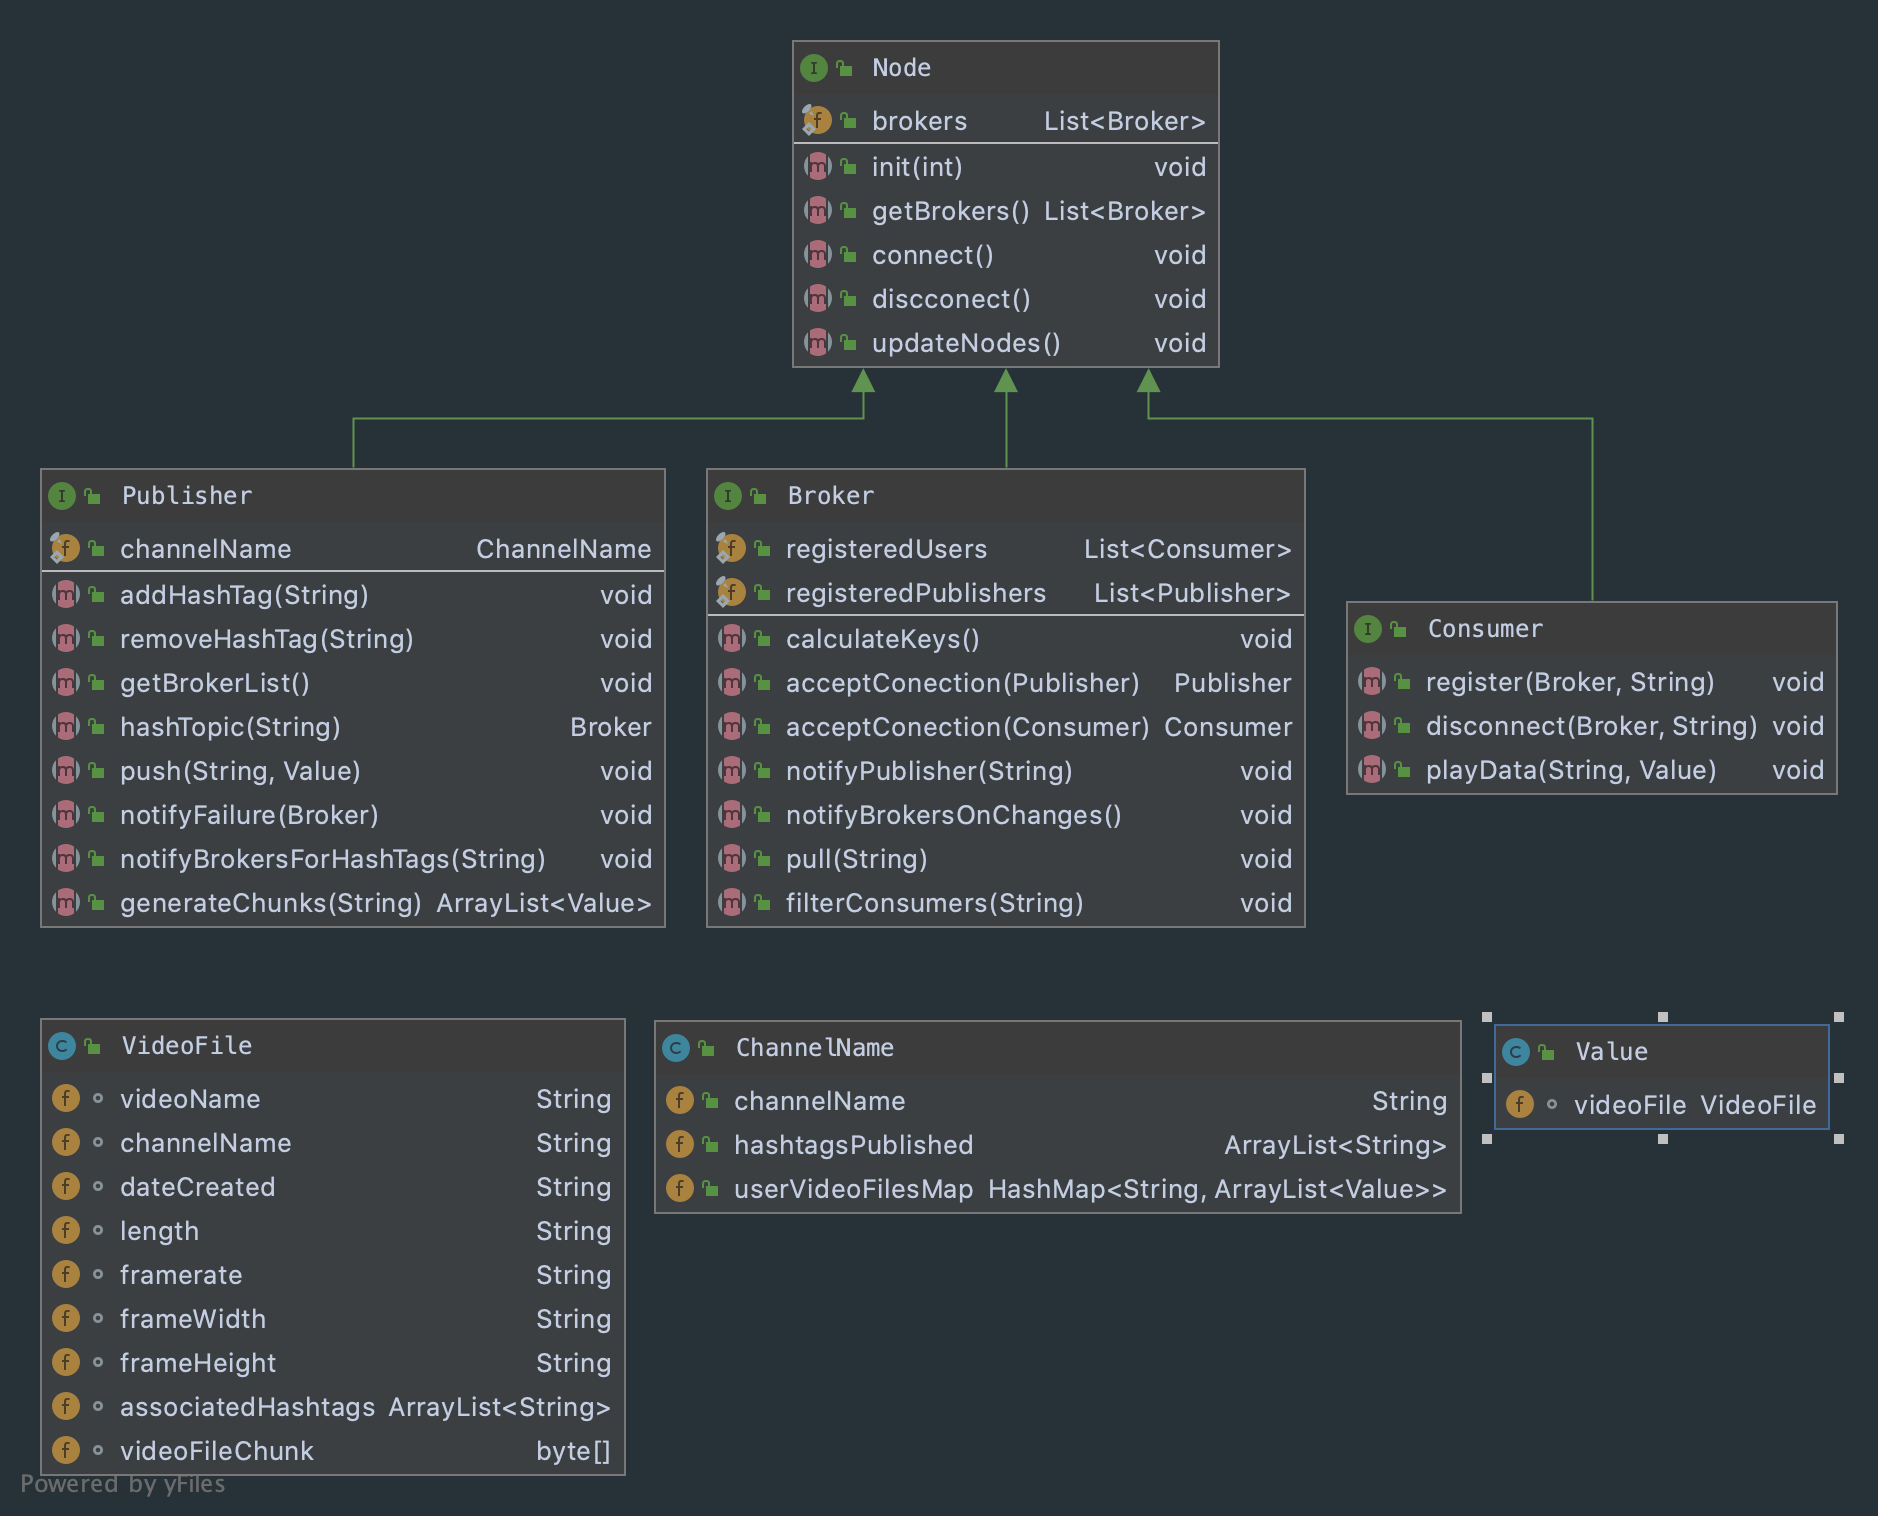 Node
brokers List<Broker>
init(int) void
getBrokers() List<Broker>
connect() void
discconect() void
updateNodes() void
Publisher
channelName ChannelName
addHashTag(String) void
removeHashTag(String) void
getBrokerList() void
hashTopic(String) Broker
push(String, Value) void
notifyFailure(Broker) void
notifyBrokersForHashTags(String) void
generateChunks(String) ArrayList<Value>
Broker
registeredUsers List<Consumer>
registeredPublishers List<Publisher>
calculateKeys() void
acceptConection(Publisher) Publisher
acceptConection(Consumer) Consumer
notifyPublisher(String) void
notifyBrokersOnChanges() void
pull(String) void
filterConsumers(String) void
Consumer
register(Broker, String) void
disconnect(Broker, String) void
playData(String, Value) void
VideoFile
videoName String
channelName String
dateCreated String
length String
framerate String
frameWidth String
frameHeight String
associatedHashtags ArrayList<String>
videoFileChunk byte[]
ChannelName
channelName String
hashtagsPublished ArrayList<String>
userVideoFilesMap HashMap<String, ArrayList<Value>>
Value
videoFile VideoFile
Powered by yFiles